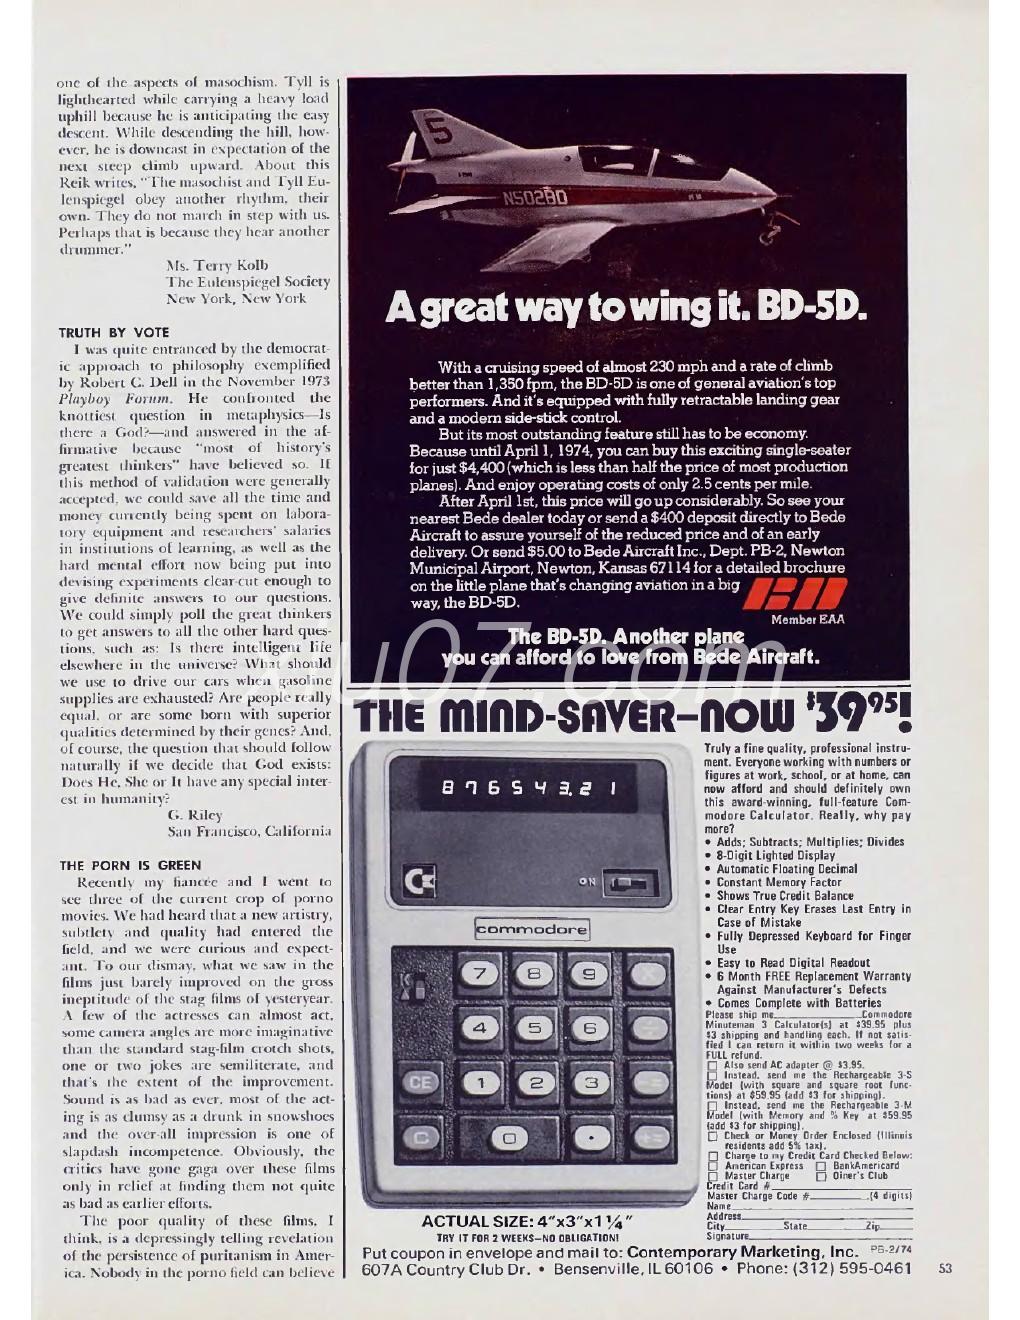 one of the aspects of masochism. Tyll is
lighthearted while carrying a heavy load
uphill because he is anticipating the easy
descent. While descending the hill, how-
ever, he is downcast in expectation of the
next steep climb upward. About this
Reik writes, "The masochist and Tyll Eu-
lenspiegel obey another rhythm, their
own. They do not march in step with us.
Perhaps that is because they hear another
drummer."
Ms. Terry Kolb
The Eulenspiegel Society
New York, New York
TRUTH BY VOTE
I was quite entranced by the democrat-
ic approach to philosophy exemplified
by Robert C. Dell in the November 1973
Playboy Forum. He confronted the
knottiest question in metaphysics—Is
there a God?—and answered in the af-
firmative because "most of history's
greatest thinkers" have believed so. If
this method of validation were generally
accepted, we could save all the time and
money currently being spent on labora-
tory equipment and researchers' salaries
in institutions of learning, as well as the
hard mental effort now being put into
devising experiments clear-cut enough to
give definite answers to our questions.
We could simply poll the great thinkers
to get answers to all the other hard ques-
tions, such as: Is there intelligent life
elsewhere in the universe? What should
we use to drive our cars when gasoline
supplies are exhausted? Are people really
equal, or are some born with superior
qualities determined by their genes? And,
of course, the question that should follow
naturally if we decide that God exists:
Does He, She or It have any special inter-
est in humanity?
G. Riley
San Francisco, California
THE PORN IS GREEN
Recently my fiancée and I went to
see three of the current crop of porno
movies. We had heard that a new artistry,
subtlety and quality had entered the
field, and we were curious and expect-
ant. To our dismay, what we saw in the
films just barely improved on the gross
ineptitude of the stag films of yesteryear.
A few of the actresses can almost act,
some camera angles are more imaginative
than the standard stag-film crotch shots,
one or two jokes are semiliterate, and
that's the extent of the improvement.
Sound is as bad as ever, most of the act-
ing is as clumsy as a drunk in snowshoes
and the over-all impression is one of
slapdash incompetence. Obviously, the
critics have gone gaga over these films
only in relief at finding them not quite
as bad as earlier efforts.
The poor quality of these films, I
think, is a depressingly telling revelation
of the persistence of puritanism in Amer-
ica. Nobody in the porno field can believe
5
N502BD
A great way to wing it. BD-5D.
With a cruising speed of almost 230 mph and a rate of climb
better than 1,350 fpm, the BD-5D is one of general aviation's top
performers. And it's equipped with fully retractable landing gear
and a modern side-stick control.
But its most outstanding feature still has to be economy.
Because until April 1, 1974, you can buy this exciting single-seater
for just $4,400 (which is less than half the price of most production
planes). And enjoy operating costs of only 2.5 cents per mile.
After April 1st, this price will go up considerably. So see your
nearest Bede dealer today or send a $400 deposit directly to Bede
Aircraft to assure yourself of the reduced price and of an early
delivery. Or send $5.00 to Bede Aircraft Inc., Dept. PB-2, Newton
Municipal Airport, Newton, Kansas 67114 for a detailed brochure
on the little plane that's changing aviation in a big
way, the BD-5D.
BD
Member EAA
The BD-5D. Another plane
you can afford to love from Bede Aircraft.
xu07.com
THE MIND-SAVER—NOW $39.95!
876543.21
C
ON
commodore
7 8 9 ×
4 5 6 ÷
CE 1 2 3
C 0 . +=
ACTUAL SIZE: 4"x3"x1¼"
TRY IT FOR 2 WEEKS—NO OBLIGATION!
Truly a fine quality, professional instru-
ment. Everyone working with numbers or
figures at work, school, or at home, can
now afford and should definitely own
this award-winning, full-feature Com-
modore Calculator. Really, why pay
more?
• Adds; Subtracts; Multiplies; Divides
• 8-Digit Lighted Display
• Automatic Floating Decimal
• Constant Memory Factor
• Shows True Credit Balance
• Clear Entry Key Erases Last Entry in
Case of Mistake
• Fully Depressed Keyboard for Finger
Use
• Easy to Read Digital Readout
• 6 Month FREE Replacement Warranty
Against Manufacturer's Defects
• Comes Complete with Batteries
Please ship me ______ Commodore
Minuteman 3 Calculator(s) at $39.95 plus
$3 shipping and handling each. If not satis-
fied I can return it within two weeks for a
FULL refund.
□ Also send AC adapter @ $3.95.
□ Instead, send me the Rechargeable 3-S
Model (with square and square root func-
tions) at $59.95 (add $3 for shipping).
□ Instead, send me the Rechargeable 3-M
Model (with Memory and % Key at $59.95
(add $3 for shipping).
□ Check or Money Order Enclosed (Illinois
residents add 5% tax).
□ Charge to my Credit Card Checked Below:
□ American Express □ BankAmericard
□ Master Charge □ Diner's Club
Credit Card # ______
Master Charge Code # ______ (4 digits)
Name ______
Address ______
City ______ State ______ Zip ______
Signature ______
Put coupon in envelope and mail to: Contemporary Marketing, Inc. PB-2/74
607A Country Club Dr. • Bensenville, IL 60106 • Phone: (312) 595-0461
53